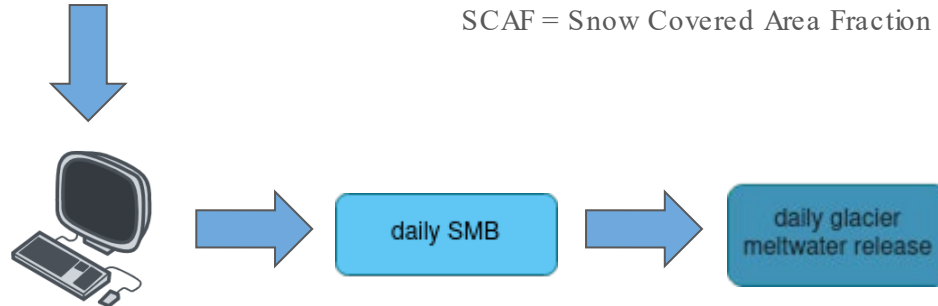 SCAF = Snow Covered Area Fraction
daily SMB
daily glacier
meltwater release